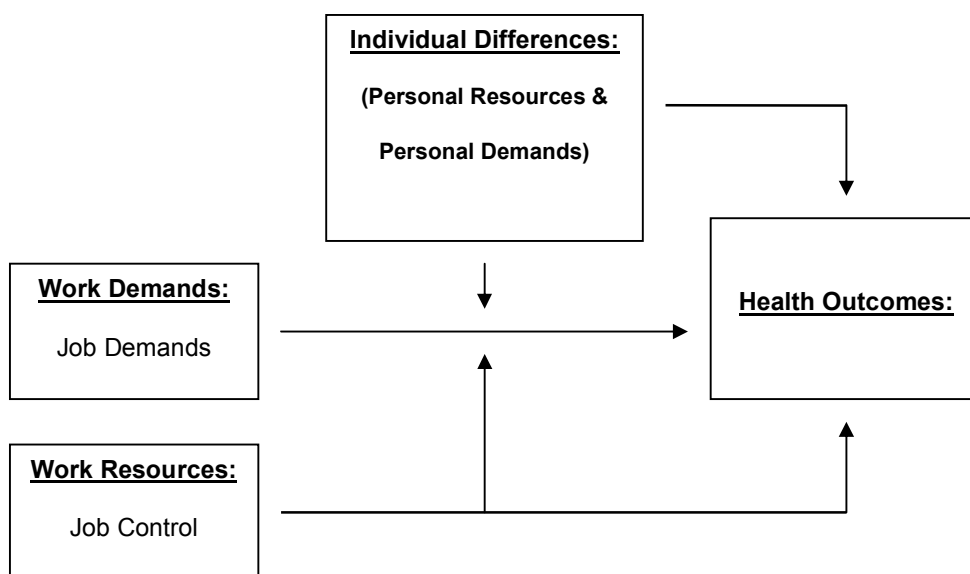 Individual Differences:
(Personal Resources &
Personal Demands)
Work Demands:
Job Demands
Health Outcomes:
Work Resources:
Job Control